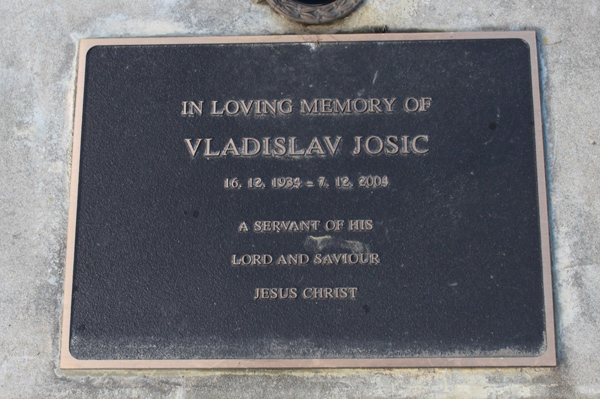 IN LOVING MEMORY OF
VLADISLAV JOSIC
16. 12. 1934 - 7. 12. 2004
A SERVANT OF HIS
LORD AND SAVIOUR
JESUS CHRIST